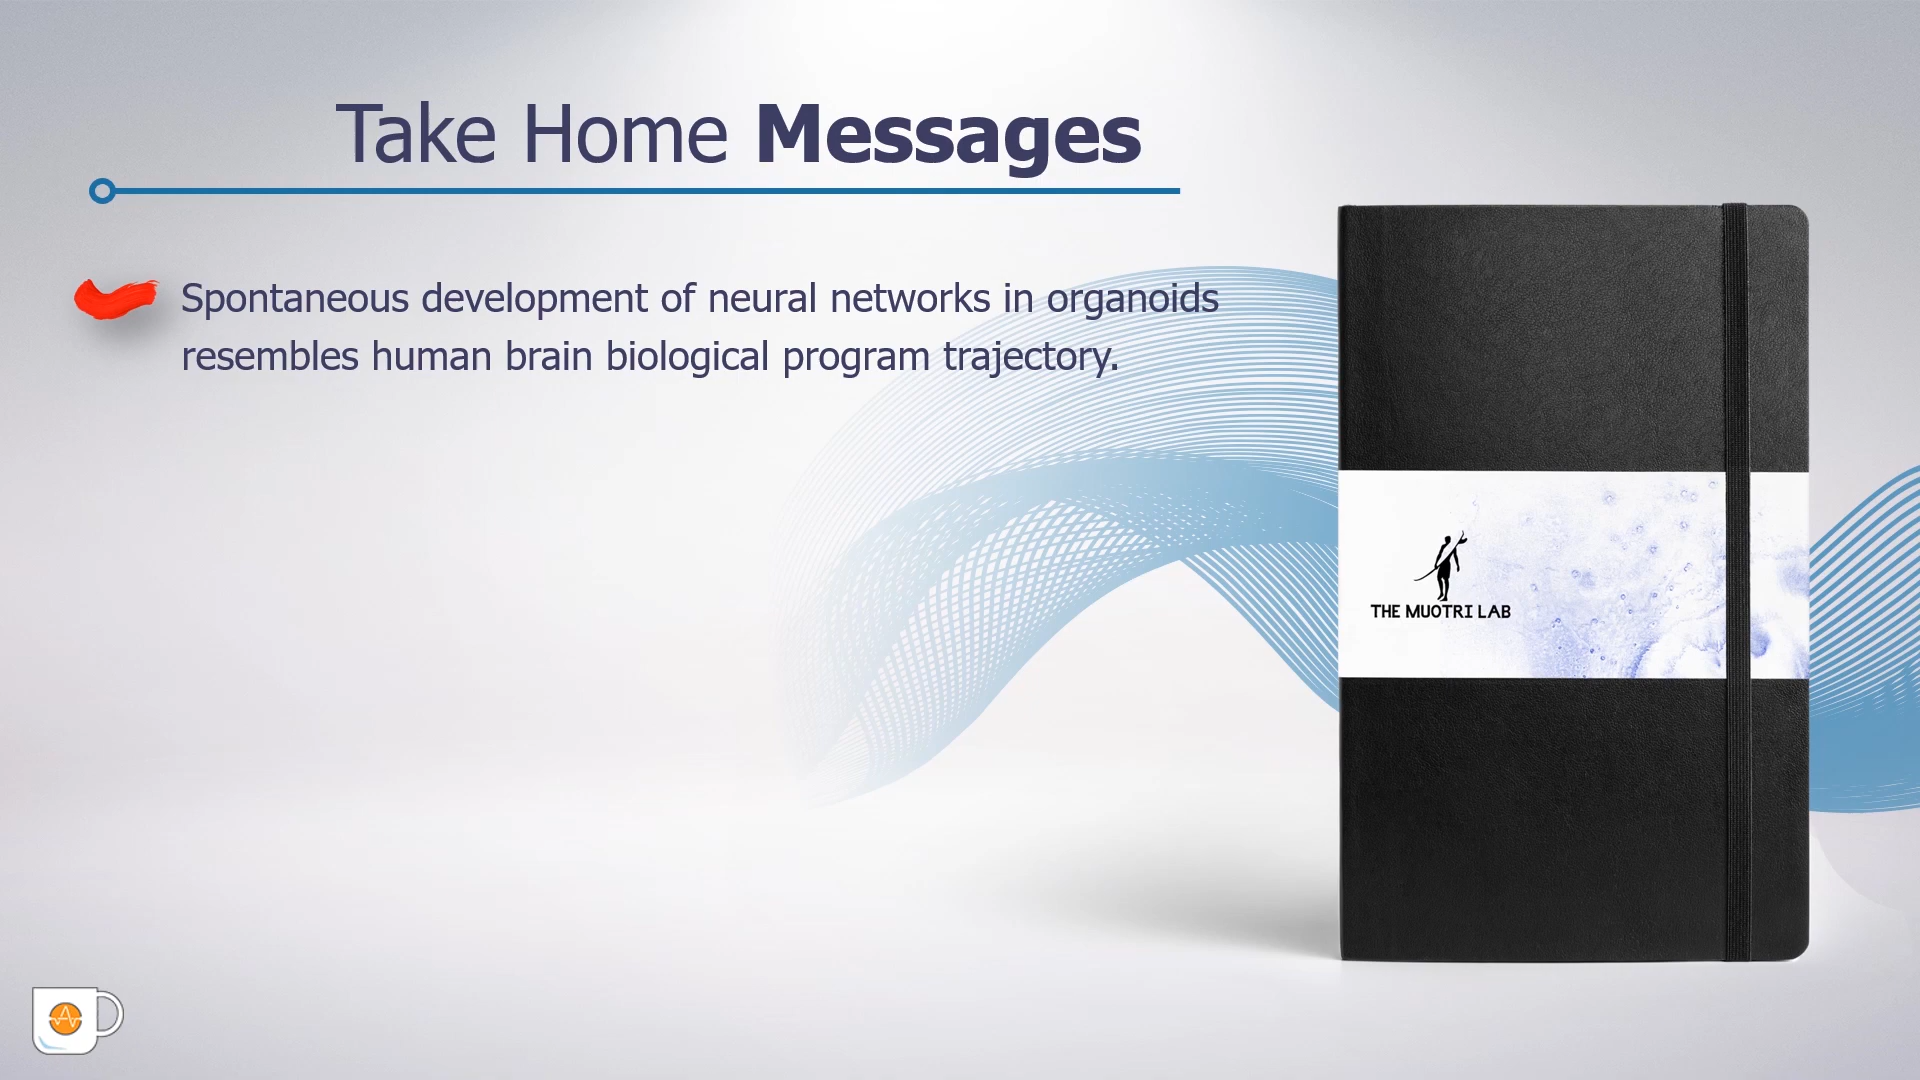 Take Home Messages
Spontaneous development of neural networks in organoids
resembles human brain biological program trajectory.
THE MUOTRI LAB